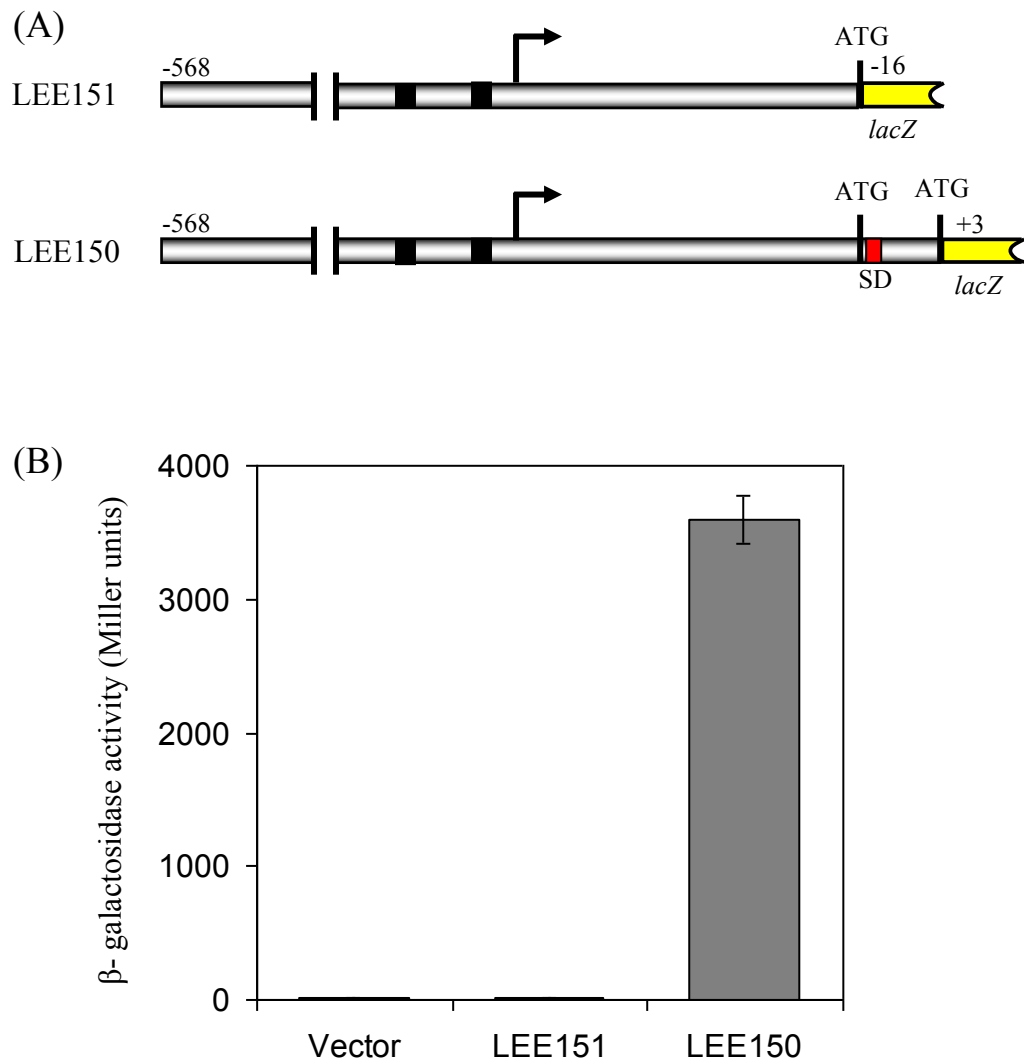 (A)
ATG
-568
-16
LEE151
lacZ
ATG
ATG
-568
+3
LEE150
SD
lacZ
(B)
β- galactosidase activity (Miller units)
4000
3000
2000
1000
0
Vector
LEE151
LEE150